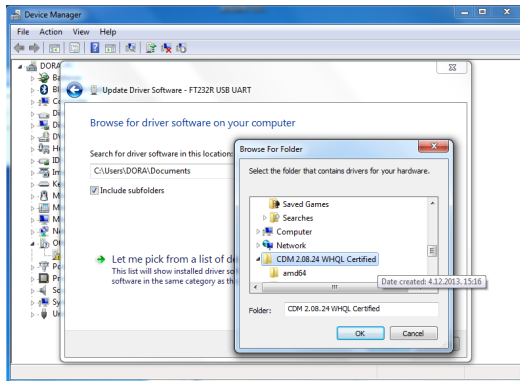 Device Manager
File Action View Help
DORA
Update Driver Software - FT232R USB UART
Browse for driver software on your computer
Search for driver software in this location:
C:\Users\DORA\Documents
Include subfolders
Let me pick from a list of de
This list will show installed driver so
software in the same category as th
Browse For Folder
Select the folder that contains drivers for your hardware.
Saved Games
Searches
Computer
Network
CDM 2.08.24 WHQL Certified
amd64
Date created: 4.12.2013. 15:16
Folder:
CDM 2.08.24 WHQL Certified
OK
Cancel